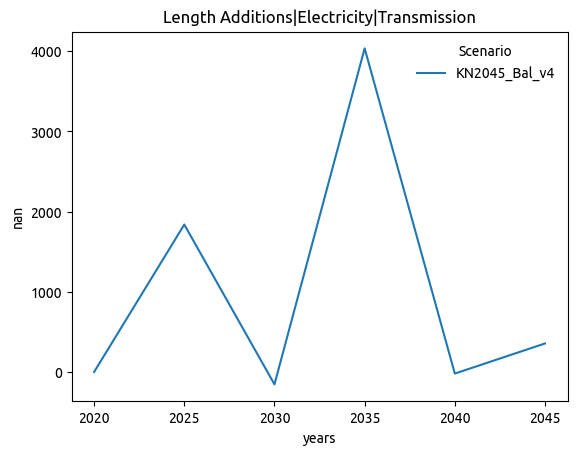 Length Additions|Electricity|Transmission
Scenario
KN2045_Bal_v4
4000
3000
2000
1000
0
nan
2020 2025 2030 2035 2040 2045
years